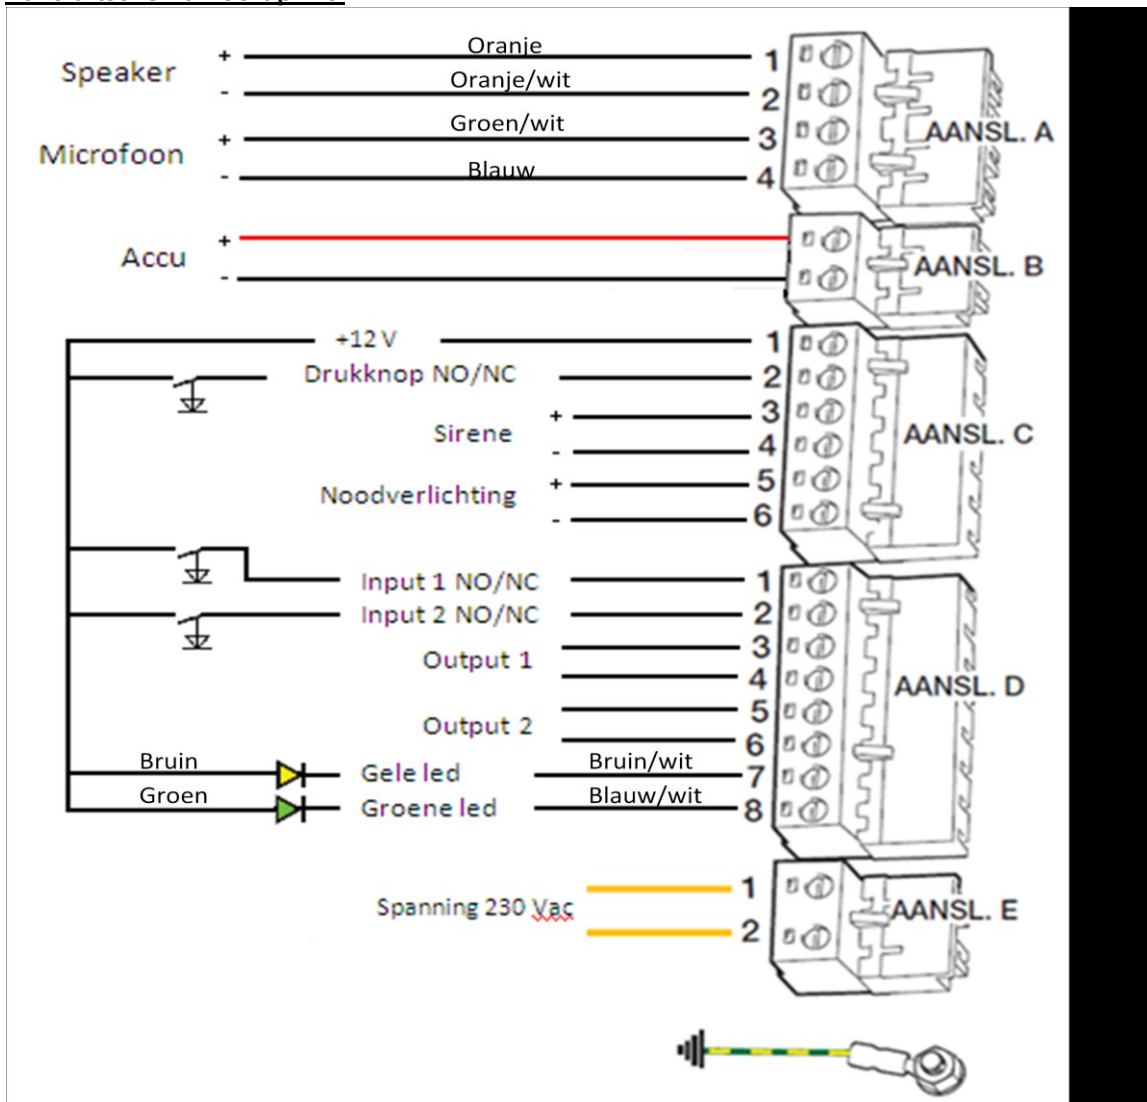 Speaker + Oranje 1
- Oranje/wit 2
Microfoon + Groen/wit 3
- Blauw 4
AANSL. A
Accu +
-
AANSL. B
+12 V 1
Drukknop NO/NC 2
Sirene + 3
- 4
Noodverlichting + 5
- 6
AANSL. C
Input 1 NO/NC 1
Input 2 NO/NC 2
Output 1 3
4
Output 2 5
6
Bruin Gele led Bruin/wit 7
Groen Groene led Blauw/wit 8
AANSL. D
Spanning 230 Vac 1
2
AANSL. E